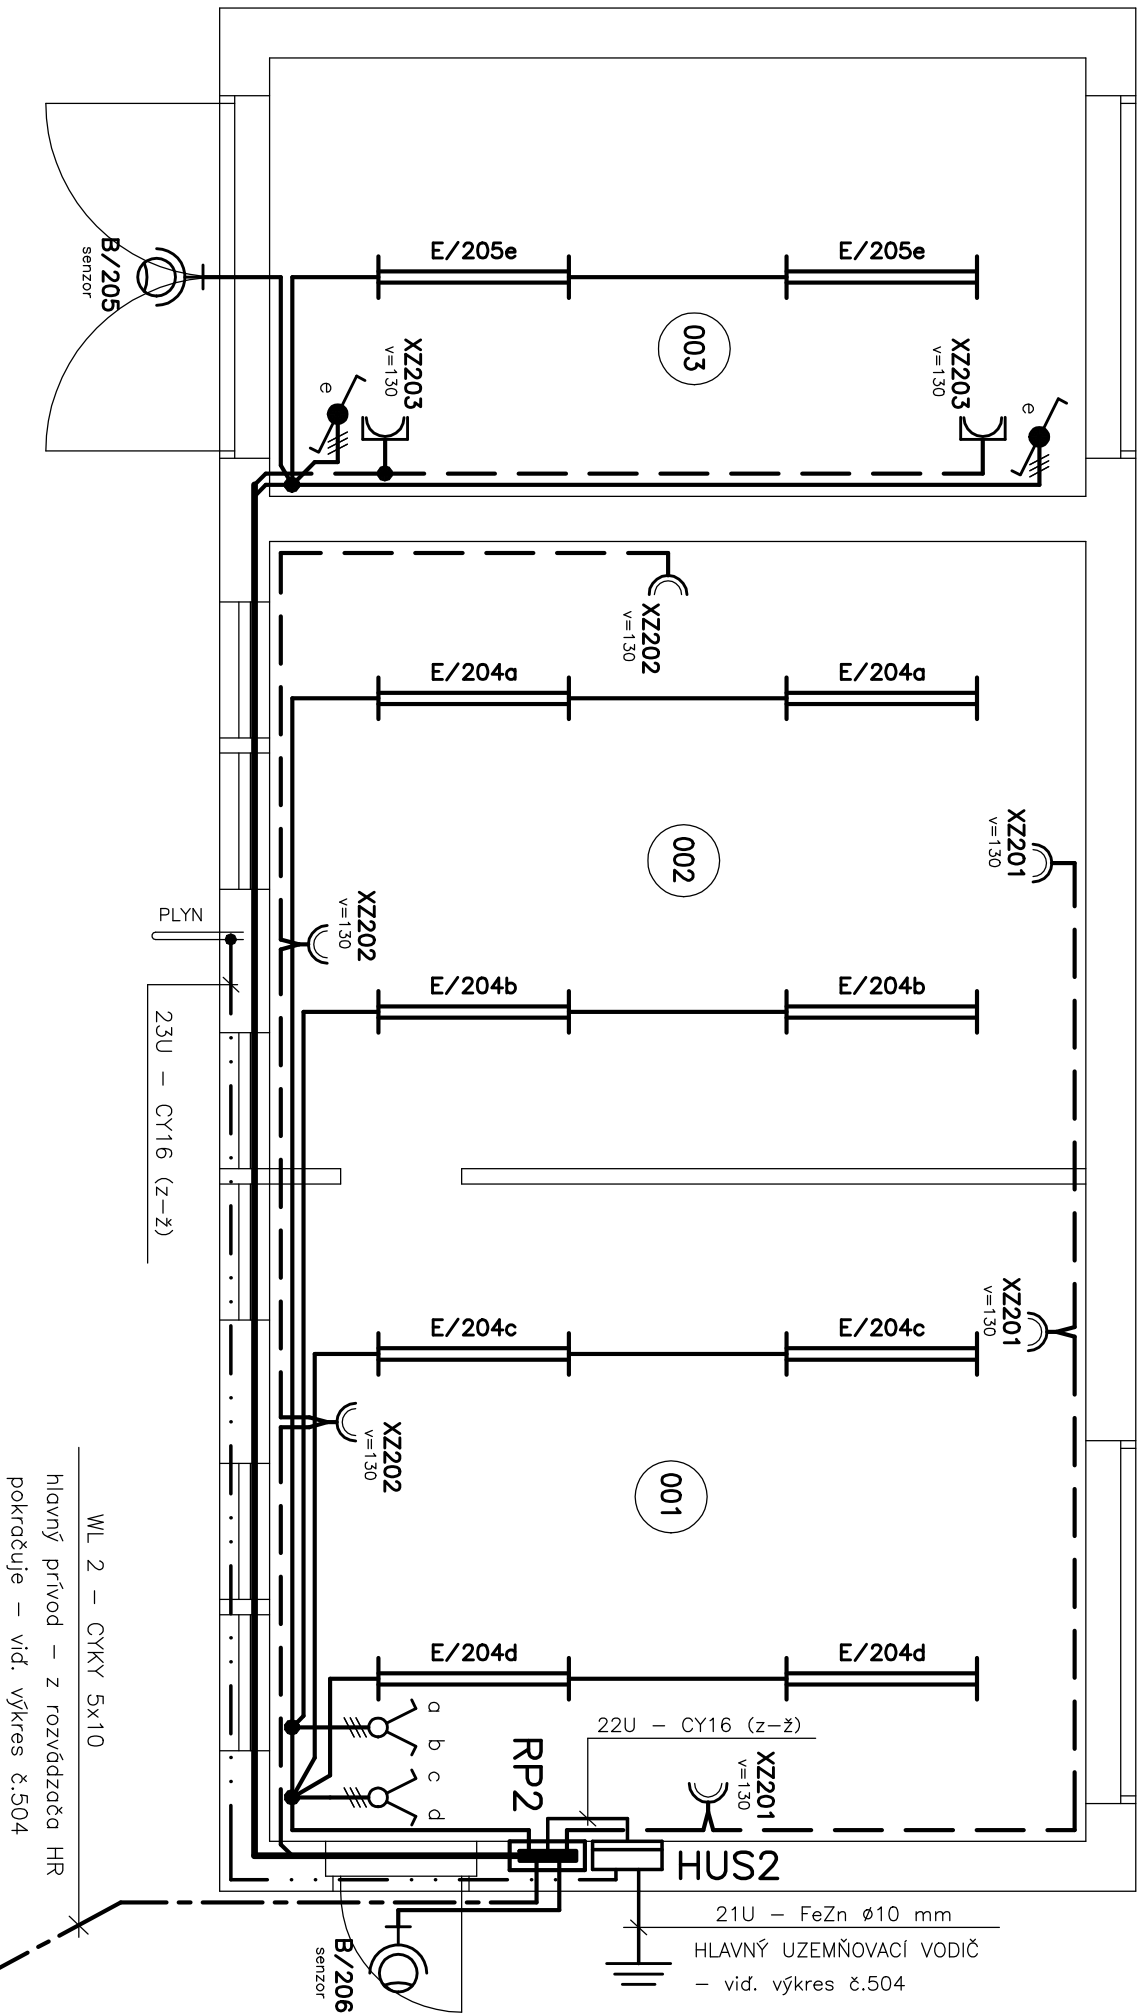 E/205e
E/205e
B/205
senzor
003
XZ203
v=130
XZ203
v=130
e
e
XZ202
v=130
E/204a
E/204a
XZ201
v=130
002
XZ202
v=130
PLYN
E/204b
E/204b
23U – CY16 (z–ž)
XZ201
v=130
E/204c
E/204c
XZ202
v=130
001
WL 2 – CYKY 5x10
hlavný prívod – z rozvádzača HR
pokračuje – viď. výkres č.504
E/204d
E/204d
a
b
c
d
22U – CY16 (z–ž)
RP2
XZ201
v=130
HUS2
21U – FeZn ø10 mm
HLAVNÝ UZEMŇOVACÍ VODIČ
– viď. výkres č.504
B/206
senzor